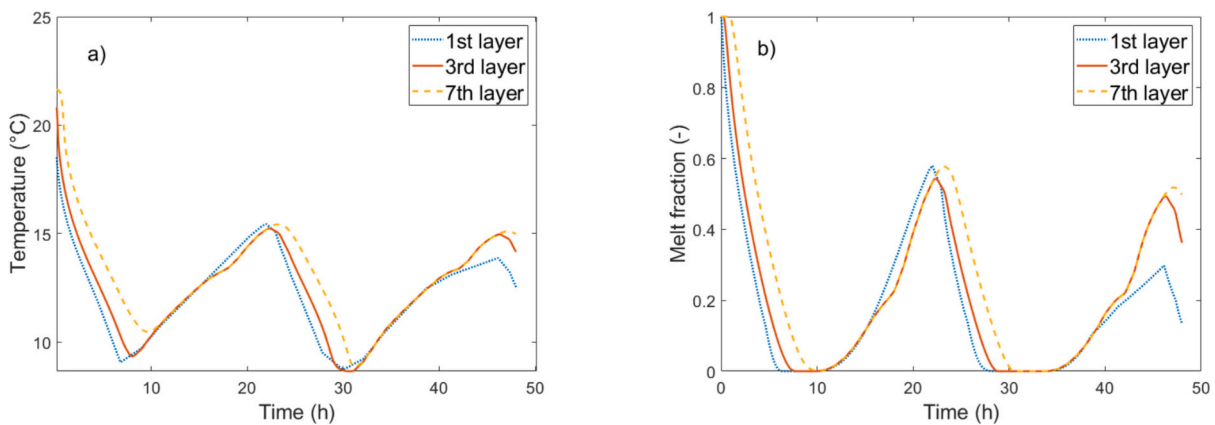 a)
1st layer
3rd layer
7th layer
Temperature (°C)
25
20
15
10
10
20
30
40
50
Time (h)
b)
1st layer
3rd layer
7th layer
Melt fraction (-)
1
0.8
0.6
0.4
0.2
0
0
10
20
30
40
50
Time (h)